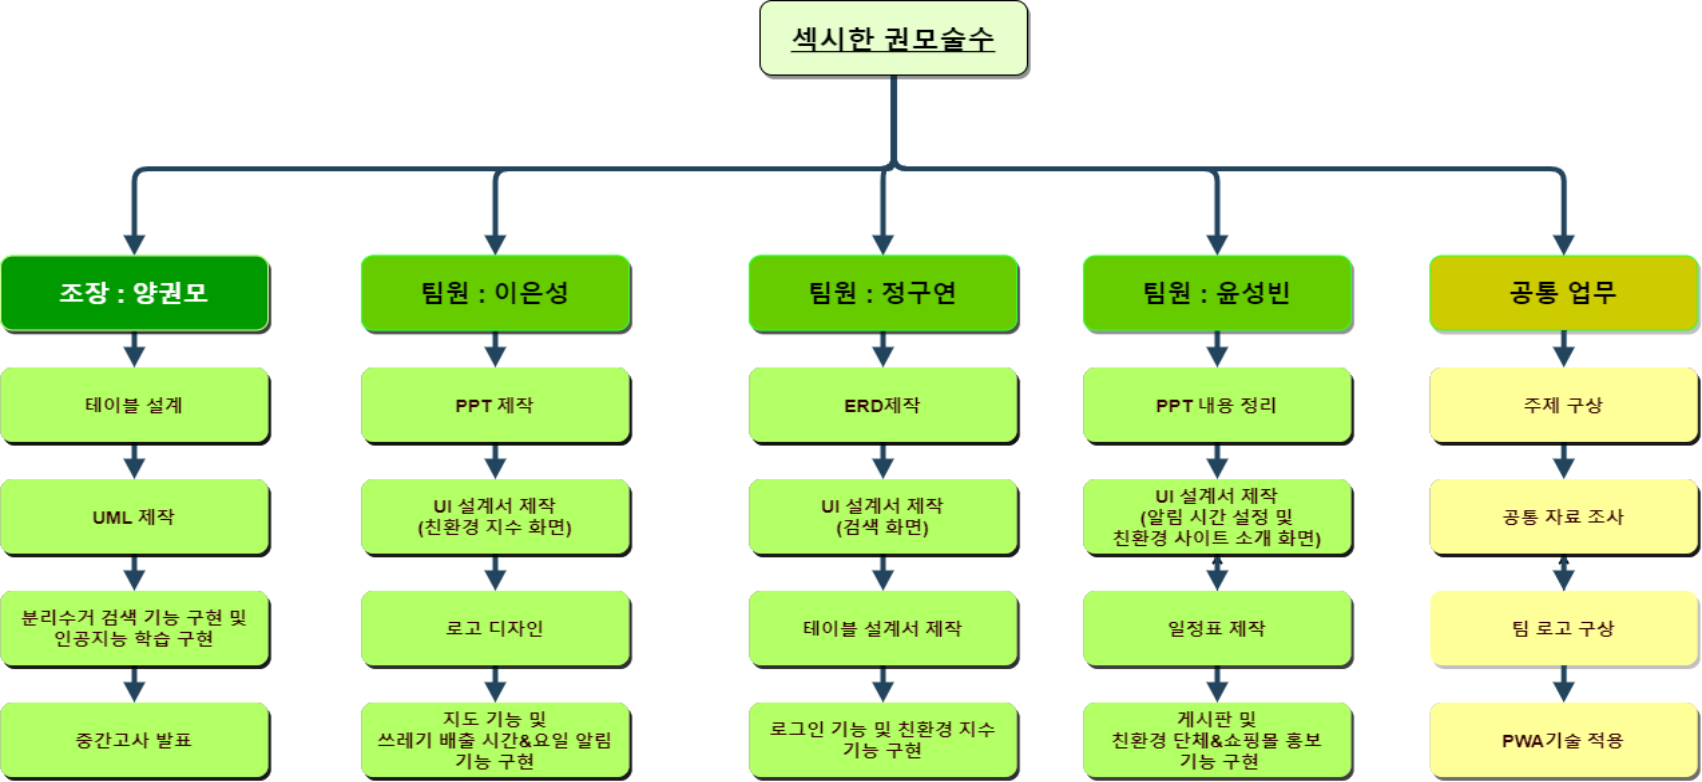 섹시한 권모술수
조장 : 양권모
테이블 설계
UML 제작
분리수거 검색 기능 구현 및
인공지능 학습 구현
중간고사 발표
팀원 : 이은성
PPT 제작
UI 설계서 제작
(친환경 지수 화면)
로고 디자인
지도 기능 및
쓰레기 배출 시간&요일 알림
기능 구현
팀원 : 정구연
ERD제작
UI 설계서 제작
(검색 화면)
테이블 설계서 제작
로그인 기능 및 친환경 지수
기능 구현
팀원 : 윤성빈
PPT 내용 정리
UI 설계서 제작
(알림 시간 설정 및
친환경 사이트 소개 화면)
일정표 제작
게시판 및
친환경 단체&쇼핑몰 홍보
기능 구현
공통 업무
주제 구상
공통 자료 조사
팀 로고 구상
PWA기술 적용